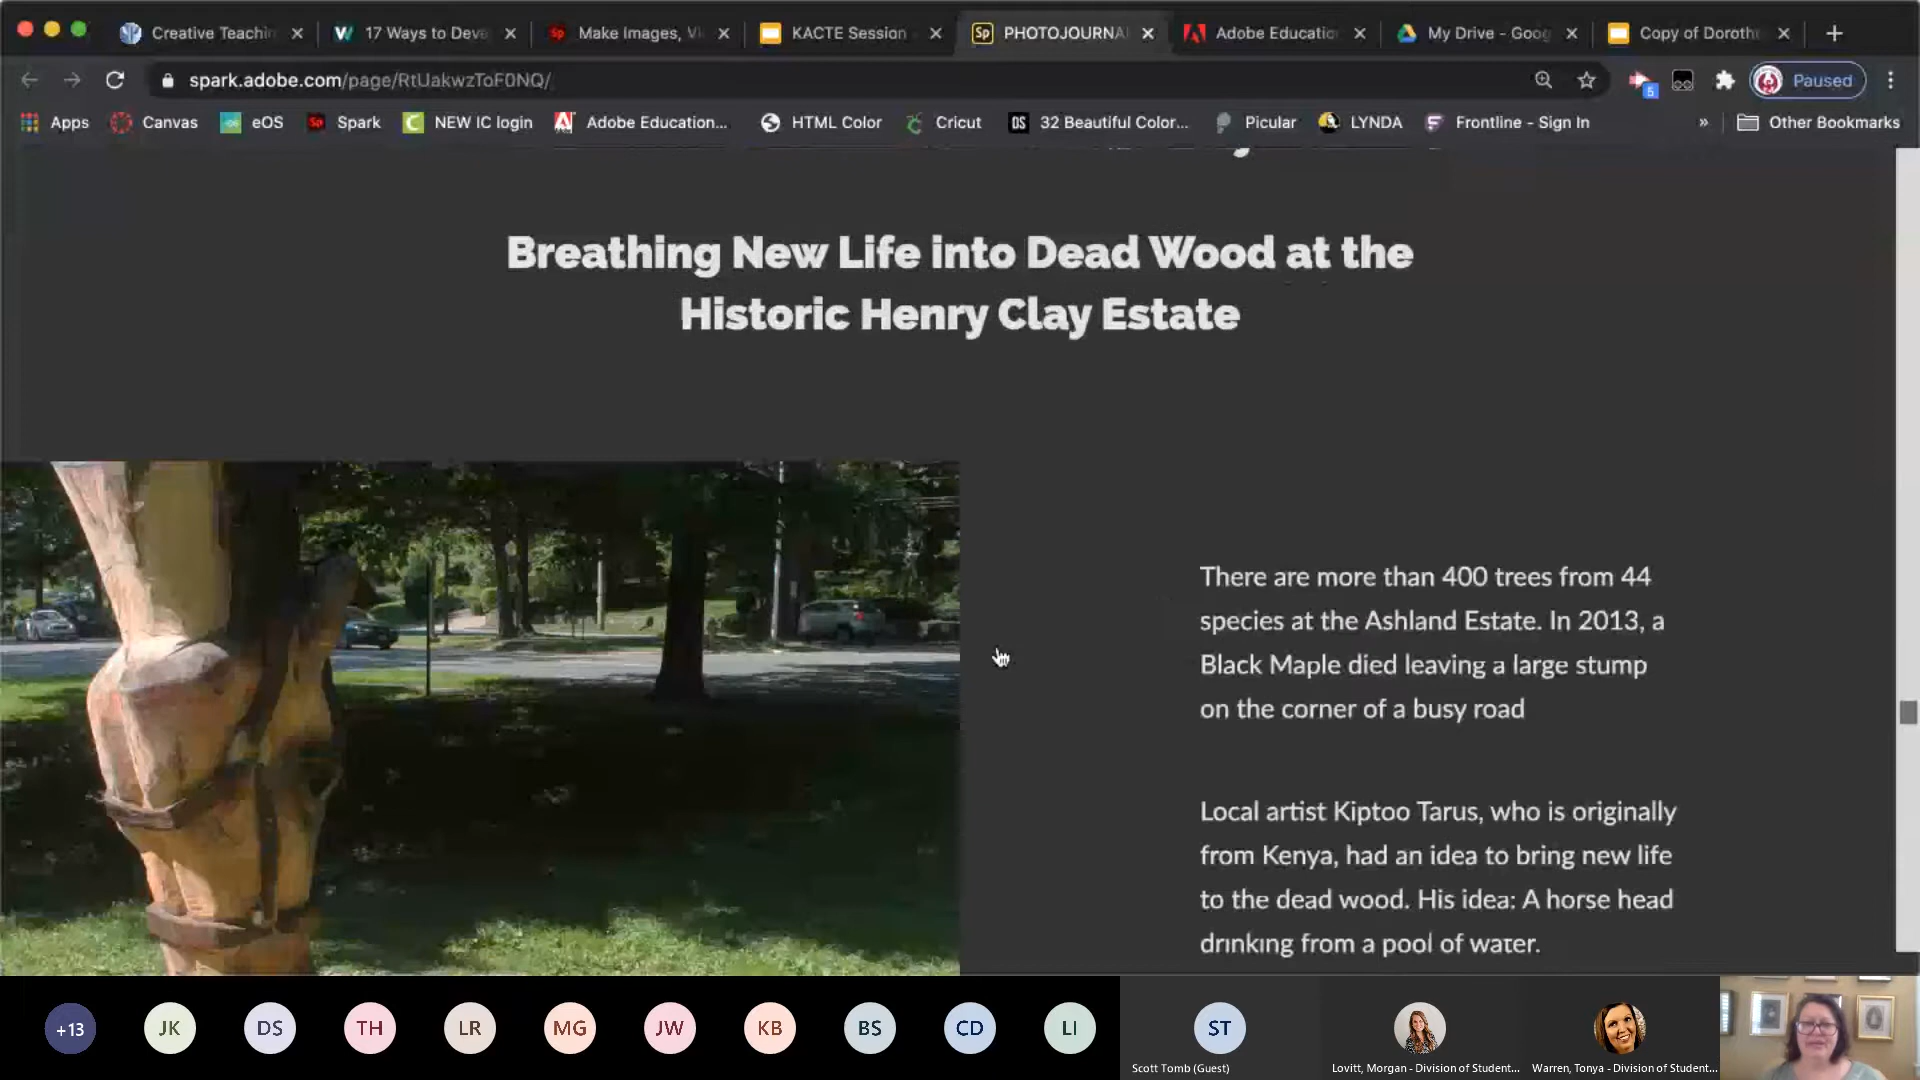 Creative Teachin
17 Ways to Deve
Make Images, Vi
KACTE Session
PHOTOJOURNA
Adobe Educatio
My Drive - Goog
Copy of Doroth
spark.adobe.com/page/RtUakwzToF0NQ/
5
Paused
Apps
Canvas
eOS
Spark
NEW IC login
Adobe Education...
HTML Color
Cricut
32 Beautiful Color...
Picular
LYNDA
Frontline - Sign In
»
Other Bookmarks
Breathing New Life into Dead Wood at the
Historic Henry Clay Estate
There are more than 400 trees from 44
species at the Ashland Estate. In 2013, a
Black Maple died leaving a large stump
on the corner of a busy road
Local artist Kiptoo Tarus, who is originally
from Kenya, had an idea to bring new life
to the dead wood. His idea: A horse head
drinking from a pool of water.
+13
JK
DS
TH
LR
MG
JW
KB
BS
CD
LI
ST
Scott Tomb (Guest)
Lovitt, Morgan - Division of Student...
Warren, Tonya - Division of Student...